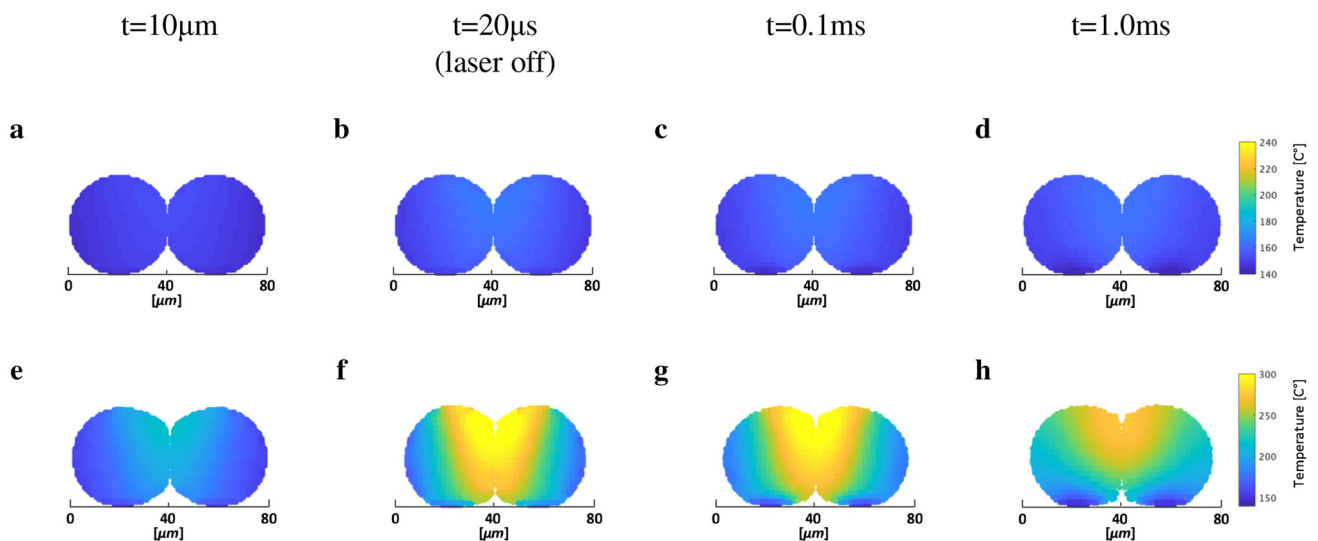 t=10μm
t=20μs
(laser off)
t=0.1ms
t=1.0ms
a
b
c
d
240
220
200
180
160
140
Temperature [C°]
0 40 80
[μm]
0 40 80
[μm]
0 40 80
[μm]
0 40 80
[μm]
e
f
g
h
300
250
200
150
Temperature [C°]
0 40 80
[μm]
0 40 80
[μm]
0 40 80
[μm]
0 40 80
[μm]